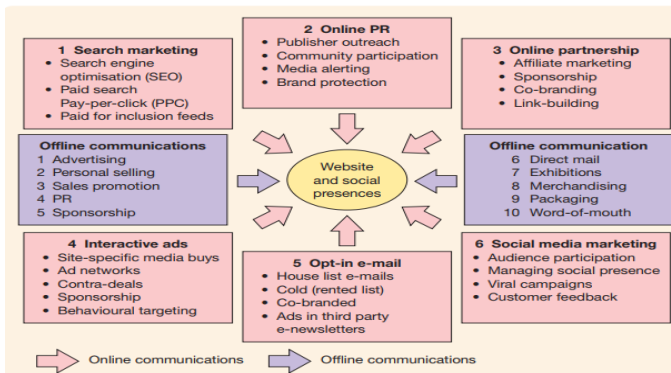 1 Search marketing
• Search engine
optimisation (SEO)
• Paid search
Pay-per-click (PPC)
• Paid for inclusion feeds
2 Online PR
• Publisher outreach
• Community participation
• Media alerting
• Brand protection
3 Online partnership
• Affiliate marketing
• Sponsorship
• Co-branding
• Link-building
Offline communications
1 Advertising
2 Personal selling
3 Sales promotion
4 PR
5 Sponsorship
Website
and social
presences
Offline communication
6 Direct mail
7 Exhibitions
8 Merchandising
9 Packaging
10 Word-of-mouth
4 Interactive ads
• Site-specific media buys
• Ad networks
• Contra-deals
• Sponsorship
• Behavioural targeting
5 Opt-in e-mail
• House list e-mails
• Cold (rented list)
• Co-branded
• Ads in third party
e-newsletters
6 Social media marketing
• Audience participation
• Managing social presence
• Viral campaigns
• Customer feedback
Online communications
Offline communications